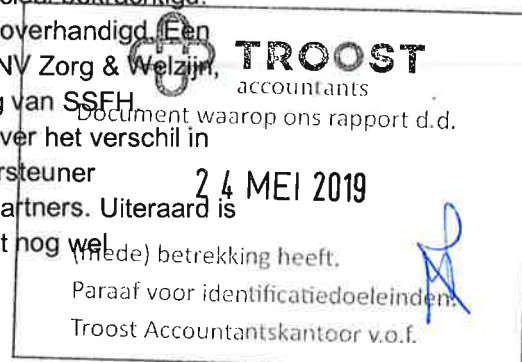 overhandigd. Een
NV Zorg & Welzijn,
van SSFH.
ver het verschil in
rsteuner
artners. Uiteraard is
t nog wel
TROOST
accountants
Document waarop ons rapport d.d.
24 MEI 2019
(mede) betrekking heeft.
Paraaf voor identificatiedoeleinden.
Troost Accountantskantoor v.o.f.